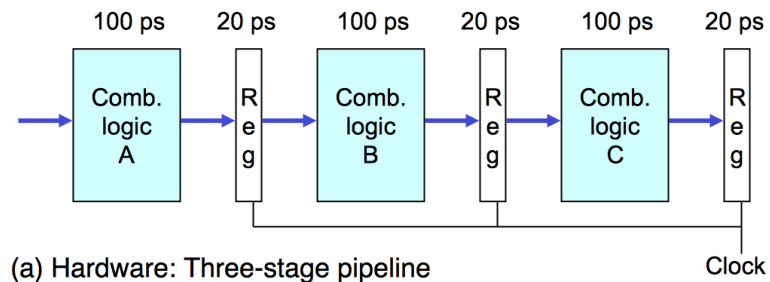 100 ps 20 ps 100 ps 20 ps 100 ps 20 ps
Comb.
logic
A
R
e
g
Comb.
logic
B
R
e
g
Comb.
logic
C
R
e
g
(a) Hardware: Three-stage pipeline
Clock